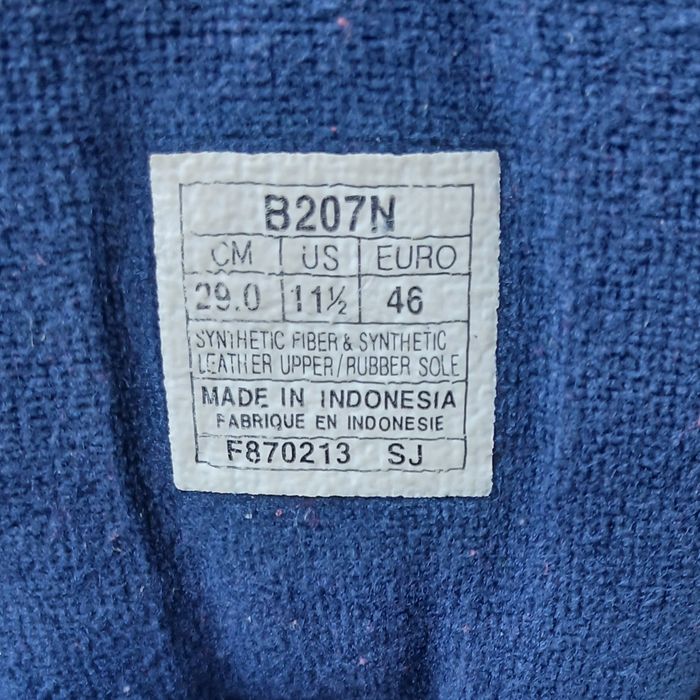 B207N
CM US EURO
29.0 11½ 46
SYNTHETIC FIBER & SYNTHETIC
LEATHER UPPER/RUBBER SOLE
MADE IN INDONESIA
FABRIQUE EN INDONESIE
F870213 SJ